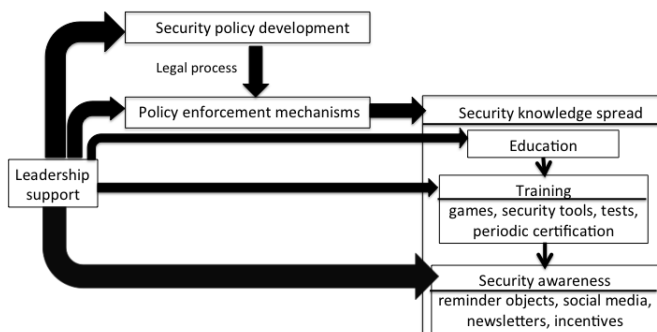 Security policy development
Legal process
Policy enforcement mechanisms
Security knowledge spread
Education
Leadership
support
Training
games, security tools, tests,
periodic certification
Security awareness
reminder objects, social media,
newsletters, incentives